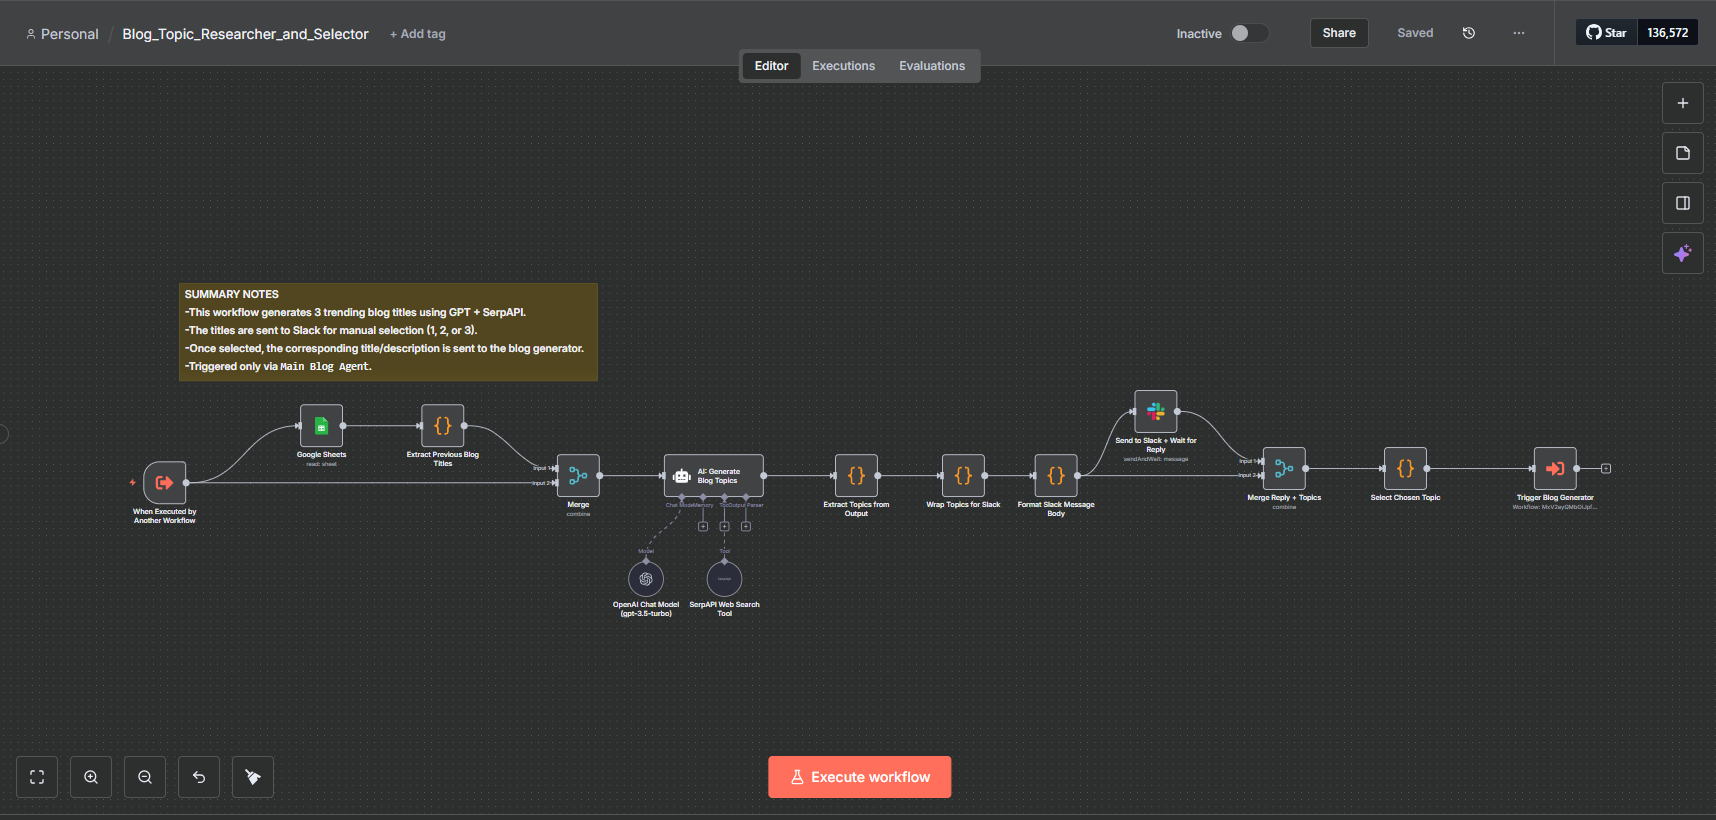 Personal / Blog_Topic_Researcher_and_Selector + Add tag
Inactive Share Saved ... Star 136,572
Editor Executions Evaluations
SUMMARY NOTES
-This workflow generates 3 trending blog titles using GPT + SerpAPI.
-The titles are sent to Slack for manual selection (1, 2, or 3).
-Once selected, the corresponding title/description is sent to the blog generator.
-Triggered only via Main Blog Agent.
When Executed by
Another Workflow
Google Sheets
read: sheet
Extract Previous Blog
Titles
Input 1
Input 2
Merge
combine
AI: Generate
Blog Topics
Chat Model
Memory
Output Parser
Model
Tool
OpenAI Chat Model
(gpt-3.5-turbo)
SerpAPI Web Search
Tool
Extract Topics from
Output
Wrap Topics for Slack
Format Slack Message
Body
Send to Slack + Wait for
Reply
sendAndWait: message
Input 1
Input 2
Merge Reply + Topics
combine
Select Chosen Topic
Trigger Blog Generator
Execute workflow